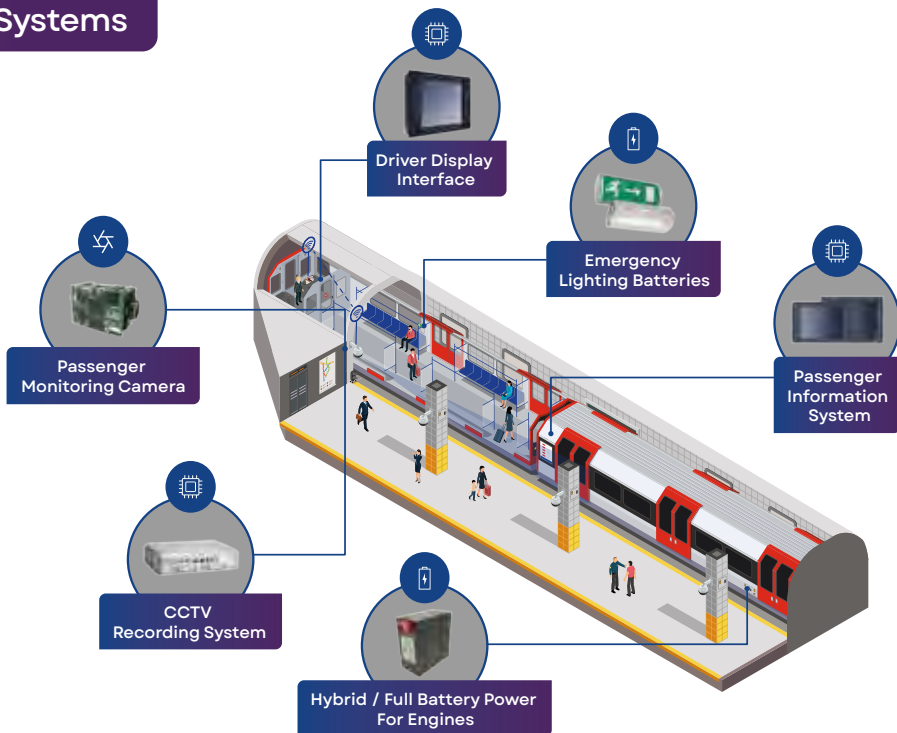 Systems
Driver Display
Interface
Emergency
Lighting Batteries
Passenger
Monitoring Camera
Passenger
Information
System
CCTV
Recording System
Hybrid / Full Battery Power
For Engines